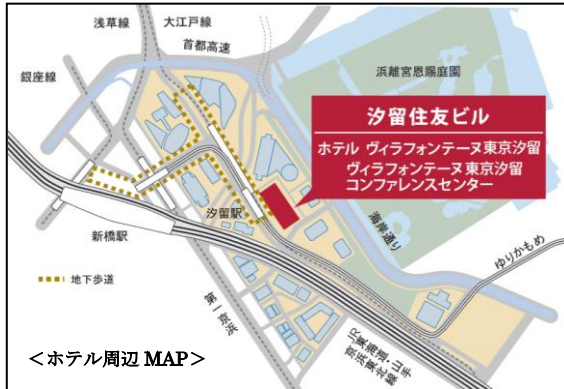 浅草線
大江戸線
首都高速
銀座線
浜離宮恩賜庭園
汐留住友ビル
ホテル ヴィラフォンテーヌ東京汐留
ヴィラフォンテーヌ東京汐留
コンファレンスセンター
汐留駅
海岸通り
新橋駅
ゆりかもめ
地下歩道
第一京浜
JR東海道・山手
京浜東北線
＜ホテル周辺 MAP＞